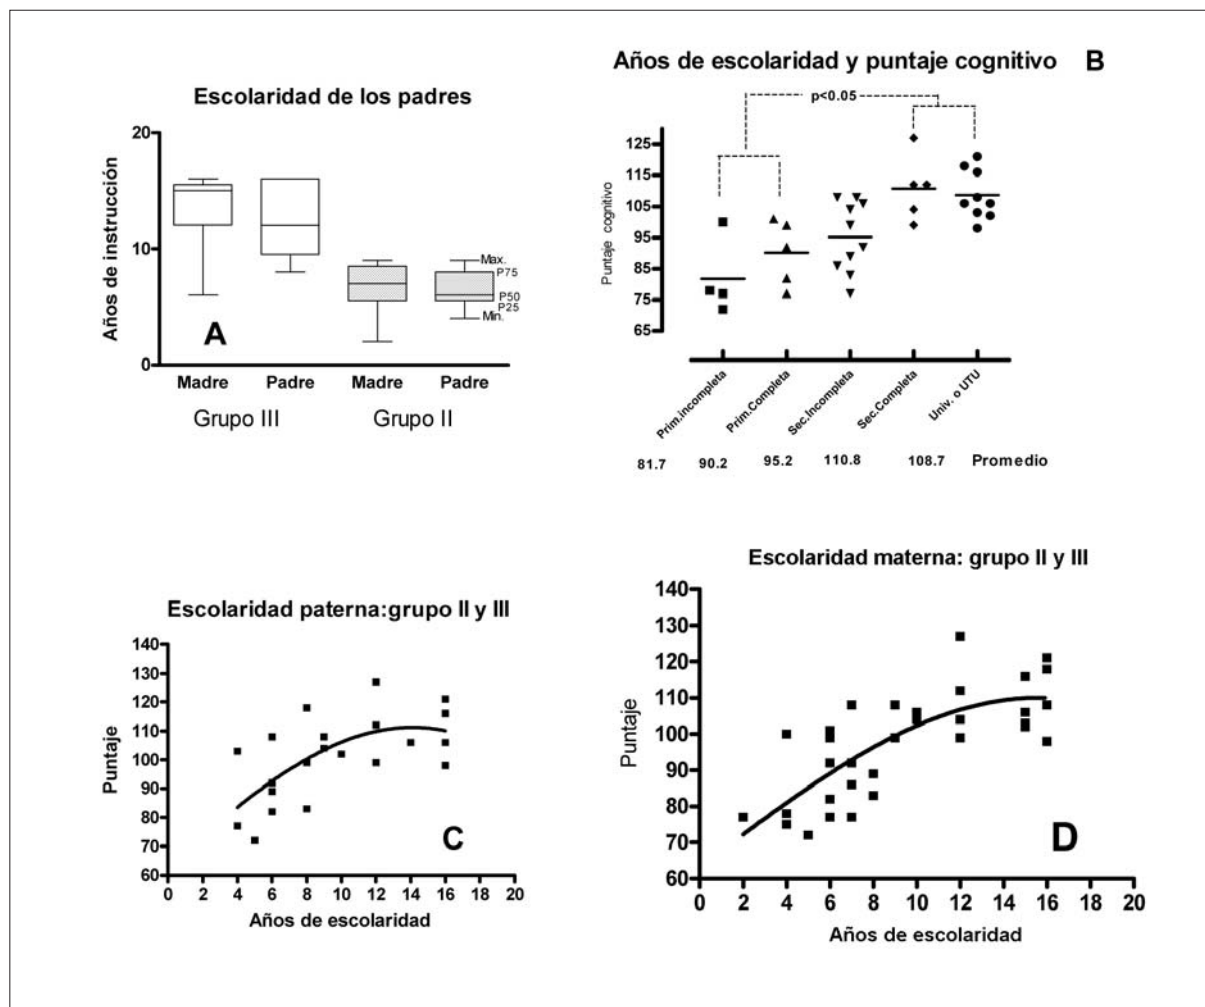 Escolaridad de los padres
Años de instrucción
20
10
0
Max.
P75
P50
P25
Min.
A
Madre Padre Madre Padre
Grupo III Grupo II
Años de escolaridad y puntaje cognitivo B
p<0.05
Puntaje cognitivo
125
115
105
95
85
75
65
Prim.incompleta
Prim.Completa
Sec.Incompleta
Sec.Completa
Univ. o UTU
81.7 90.2 95.2 110.8 108.7 Promedio
Escolaridad paterna:grupo II y III
Puntaje
140
130
120
110
100
90
80
70
60
C
0 2 4 6 8 10 12 14 16 18 20
Años de escolaridad
Escolaridad materna: grupo II y III
Puntaje
140
130
120
110
100
90
80
70
60
D
0 2 4 6 8 10 12 14 16 18 20
Años de escolaridad